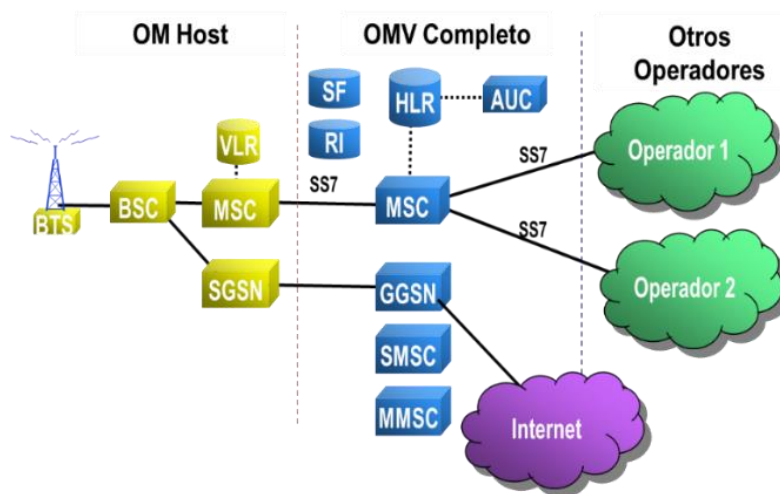 OM Host
OMV Completo
Otros
Operadores
SF
HLR
AUC
RI
VLR
BTS
BSC
MSC
SS7
MSC
SS7
SS7
Operador 1
Operador 2
SGSN
GGSN
SMSC
MMSC
Internet